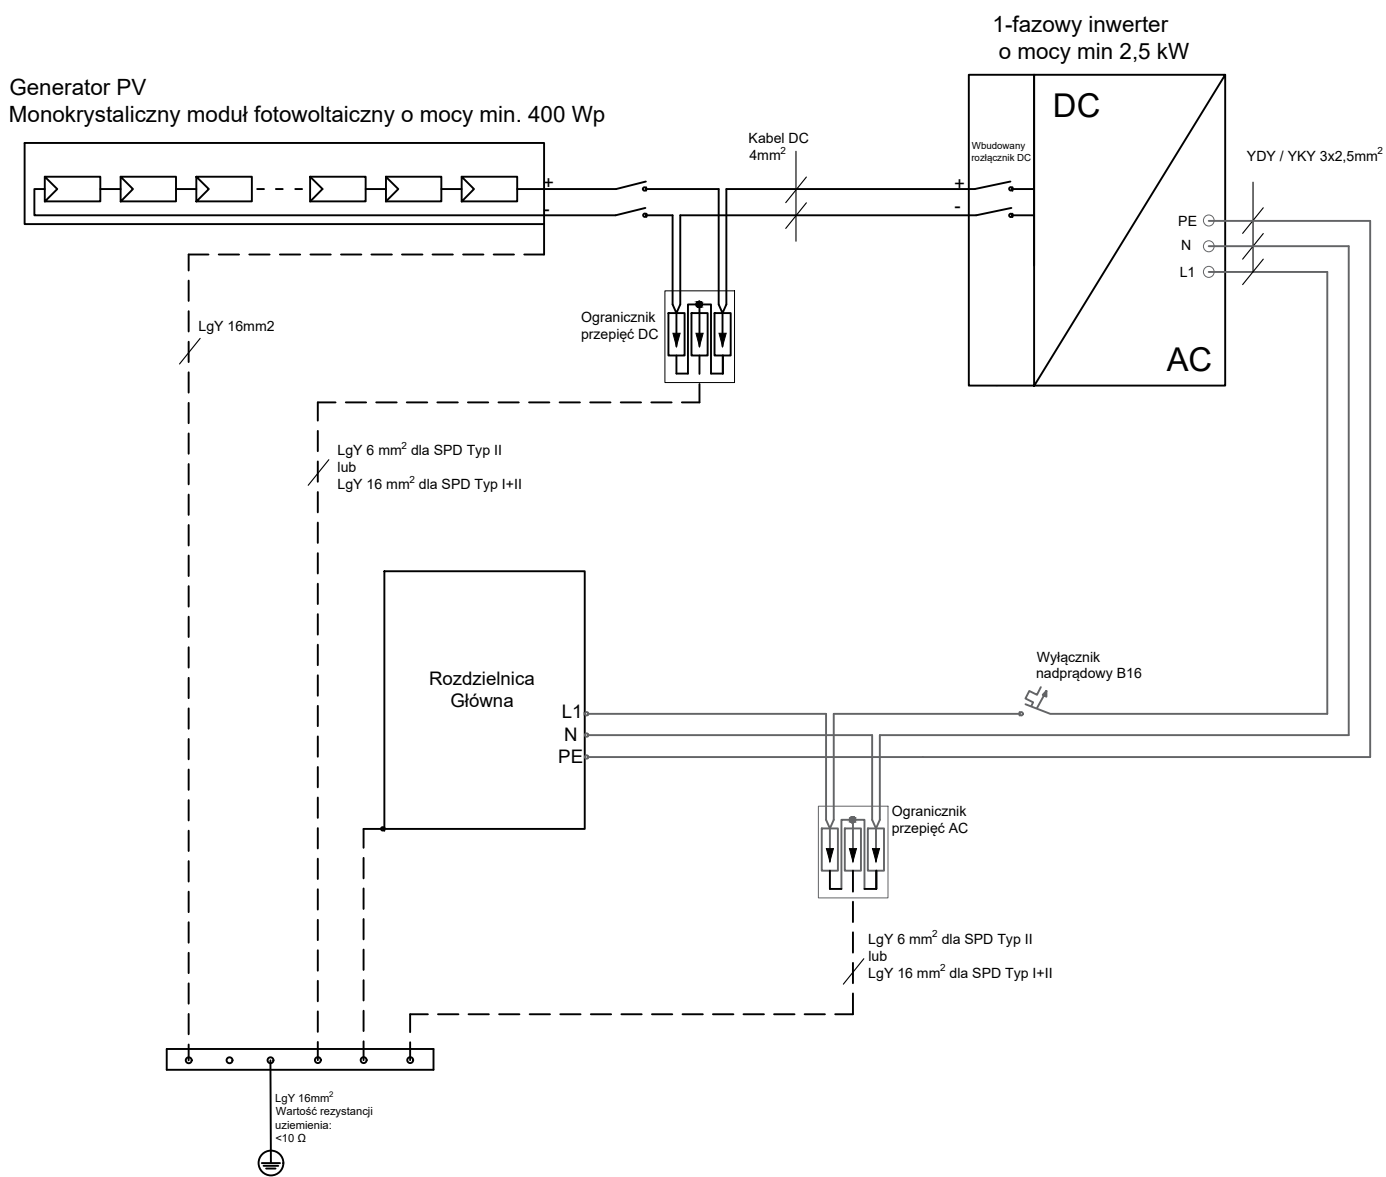 1-fazowy inwerter
o mocy min 2,5 kW
Generator PV
Monokrystaliczny moduł fotowoltaiczny o mocy min. 400 Wp
DC
Kabel DC
4mm²
Wbudowany
rozłącznik DC
YDY / YKY 3x2,5mm²
+
-
+
-
PE
N
L1
AC
LgY 16mm2
Ogranicznik
przepięć DC
LgY 6 mm² dla SPD Typ II
lub
LgY 16 mm² dla SPD Typ I+II
Rozdzielnica
Główna
L1
N
PE
Wyłącznik
nadprądowy B16
Ogranicznik
przepięć AC
LgY 6 mm² dla SPD Typ II
lub
LgY 16 mm² dla SPD Typ I+II
LgY 16mm²
Wartość rezystancji
uziemienia:
<10 Ω